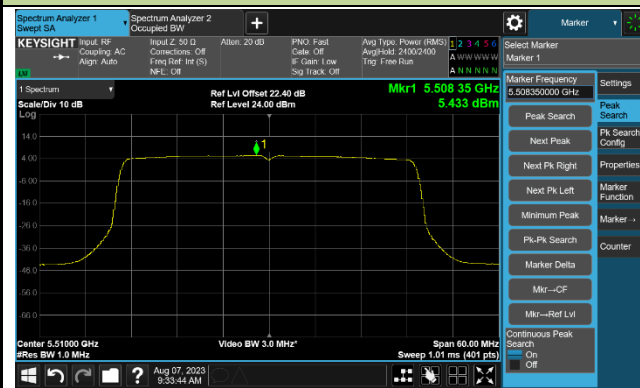 Spectrum Analyzer 1
Swept SA
Spectrum Analyzer 2
Occupied BW
+
Marker
KEYSIGHT
Input: RF
Coupling: AC
Align: Auto
Input Z: 50 Ω
Corrections: Off
Freq Ref: Int (S)
NFE: Off
Atten: 20 dB
PNO: Fast
Gate: Off
IF Gain: Low
Sig Track: Off
Avg Type: Power (RMS)
Avg|Hold: 2400/2400
Trig: Free Run
1 2 3 4 5 6
A W W W W W
A N N N N N
LXI
Select Marker
Marker 1
1 Spectrum
Scale/Div 10 dB
Log
Ref Lvl Offset 22.40 dB
Ref Level 24.00 dBm
Mkr1 5.508 35 GHz
5.433 dBm
14.0
4.00
-6.00
-16.0
-26.0
-36.0
-46.0
-56.0
-66.0
1
Center 5.51000 GHz
#Res BW 1.0 MHz
Video BW 3.0 MHz*
Span 60.00 MHz
Sweep 1.01 ms (401 pts)
Marker Frequency
5.508350000 GHz
Peak Search
Next Peak
Next Pk Right
Next Pk Left
Minimum Peak
Pk-Pk Search
Marker Delta
Mkr→CF
Mkr→Ref Lvl
Continuous Peak
Search
On
Off
Settings
Peak
Search
Pk Search
Config
Properties
Marker
Function
Marker→
Counter
?
Aug 07, 2023
9:33:44 AM